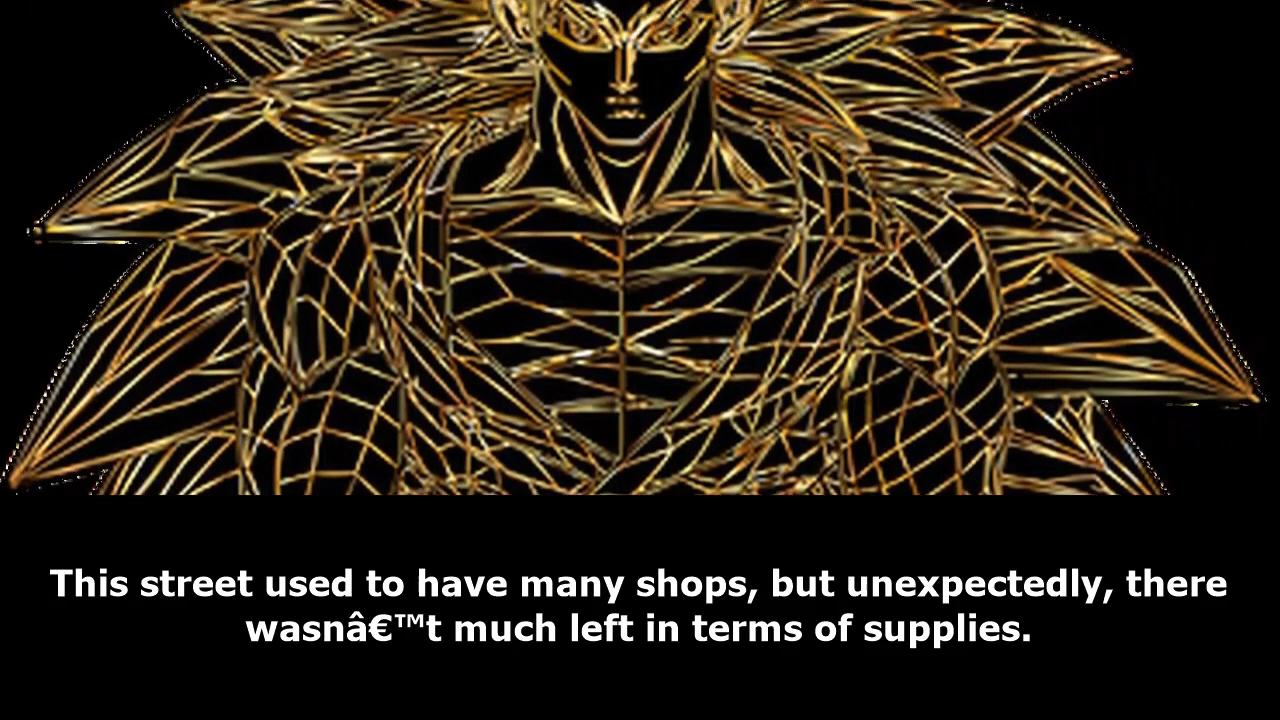 This street used to have many shops, but unexpectedly, there
wasnâ€™t much left in terms of supplies.